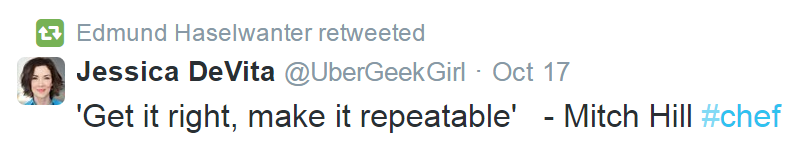 Edmund Haselwanter retweeted
Jessica DeVita @UberGeekGirl · Oct 17
'Get it right, make it repeatable'   - Mitch Hill #chef